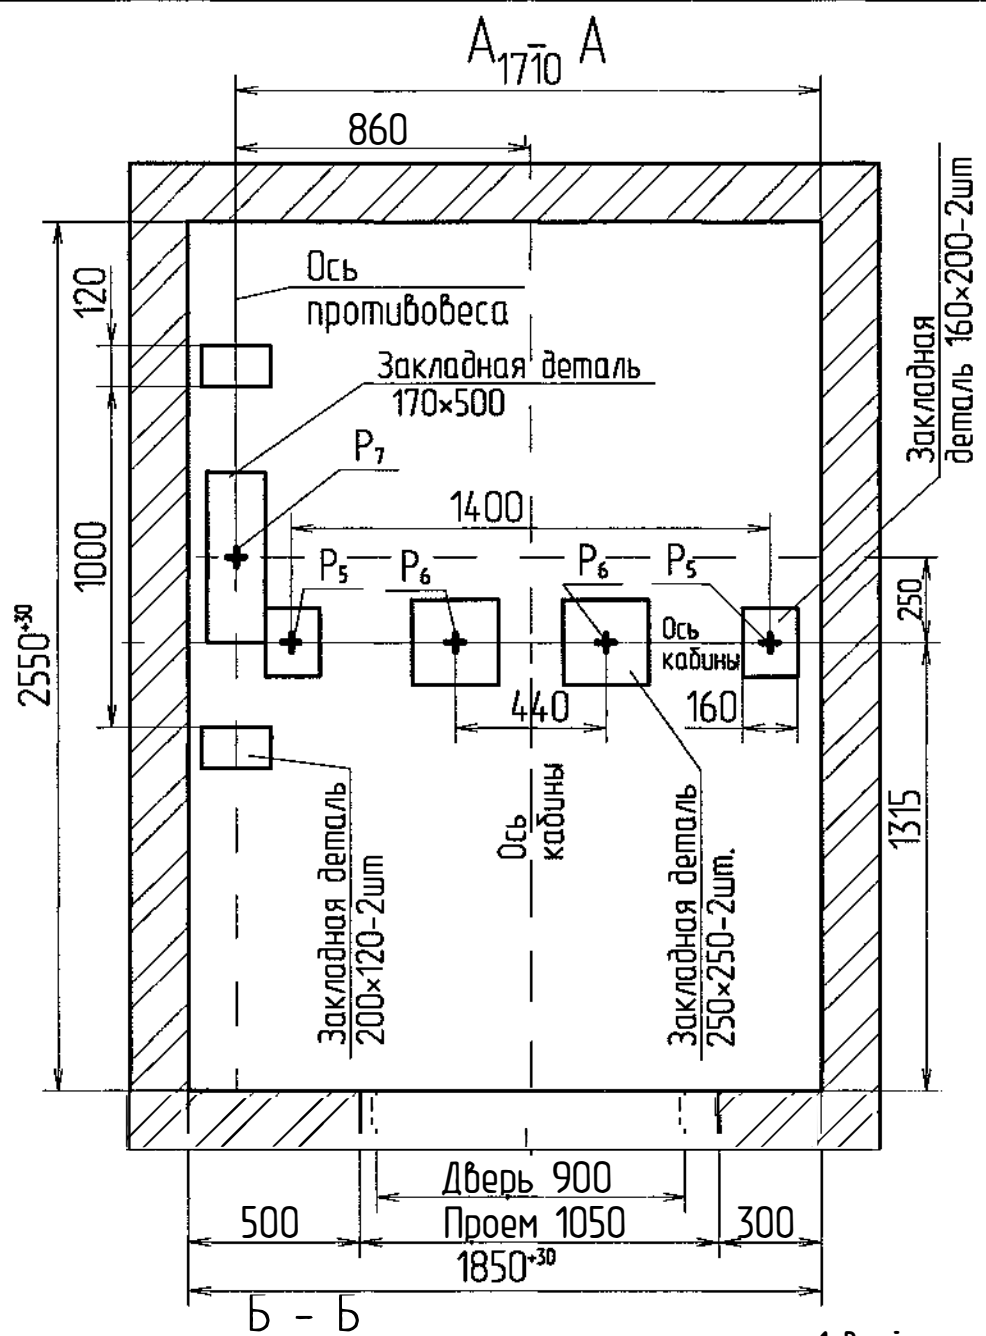 А - А
1710
860
120
Ось
противовеса
Закладная деталь
170×500
Закладная
деталь 160×200-2шт
P₇
1400
P₅
P₆
P₆
P₅
1000
2550⁺³⁰
250
Ось
кабины
440
160
1315
Ось
кабины
Закладная деталь
200×120-2шт
Закладная деталь
250×250-2шт.
Дверь 900
500
Проем 1050
300
1850⁺³⁰
Б - Б